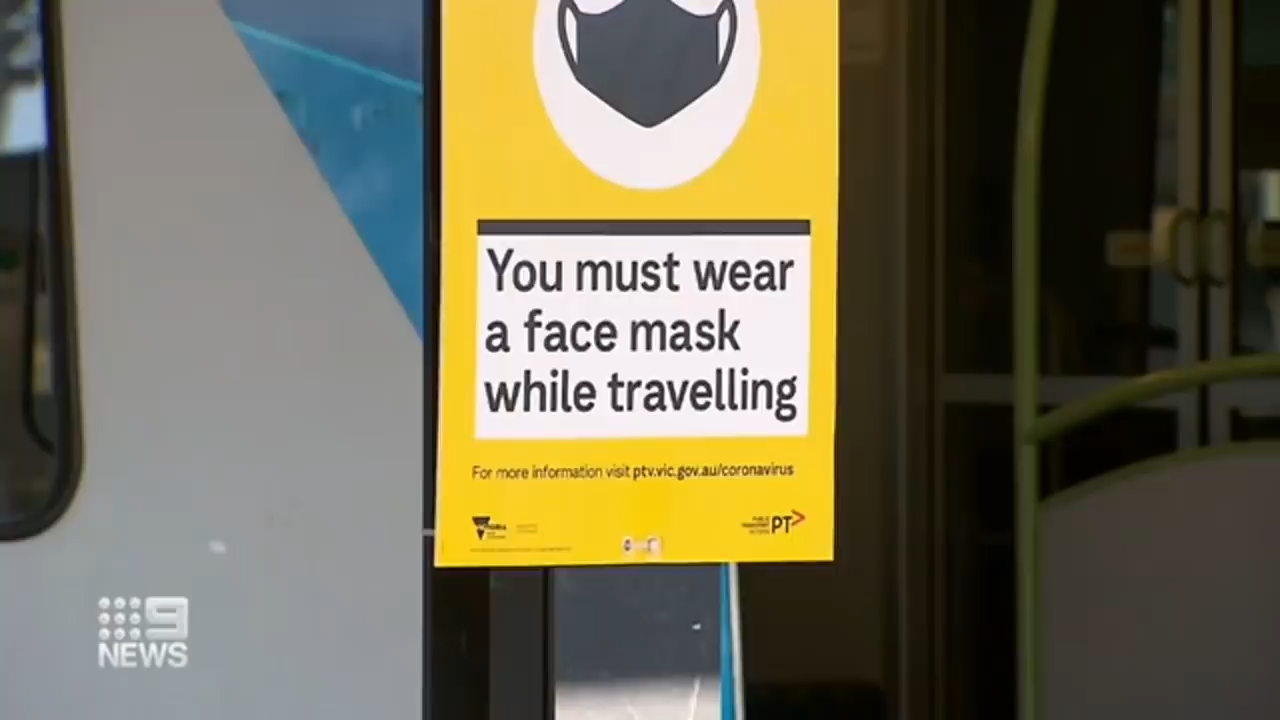 You must wear
a face mask
while travelling
For more information visit ptv.vic.gov.au/coronavirus
PT>
9
NEWS